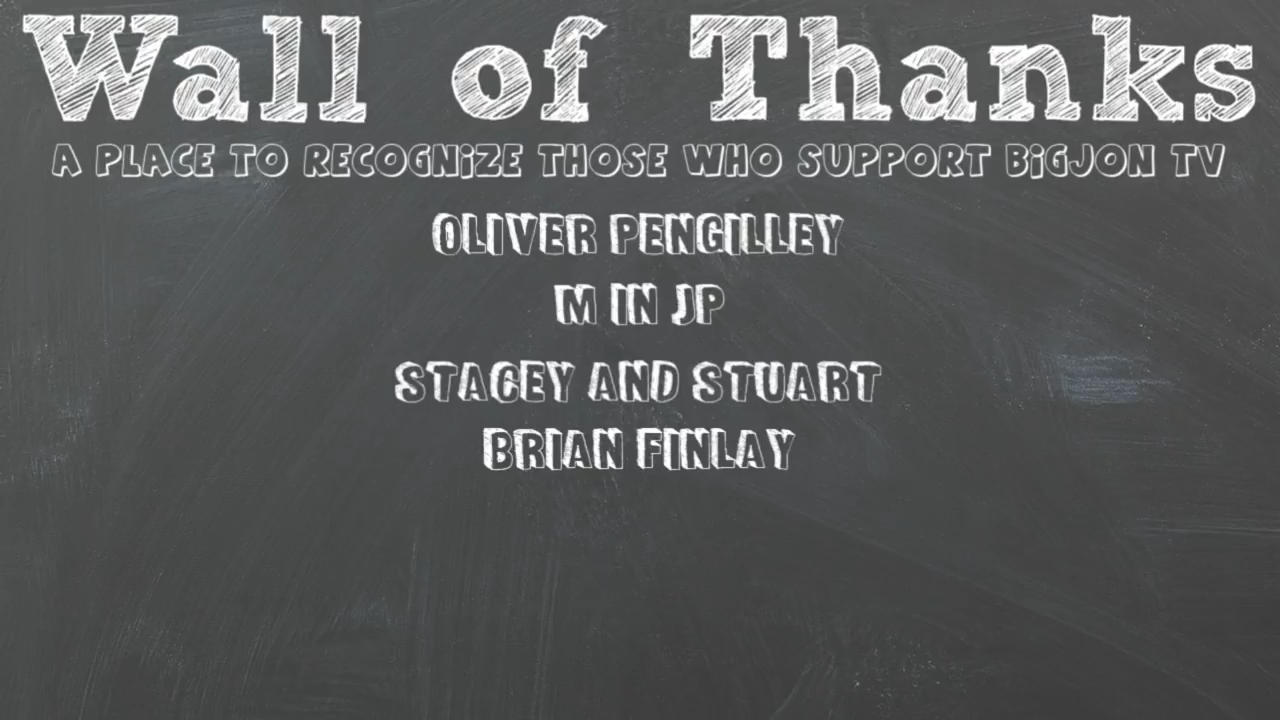 Wall of Thanks
A PLACE TO RECOGNiZE THOSE WHO SUPPORT BiGJON TV
OLIVER PENGILLEY
M IN JP
STACEY AND STUART
BRIAN FINLAY